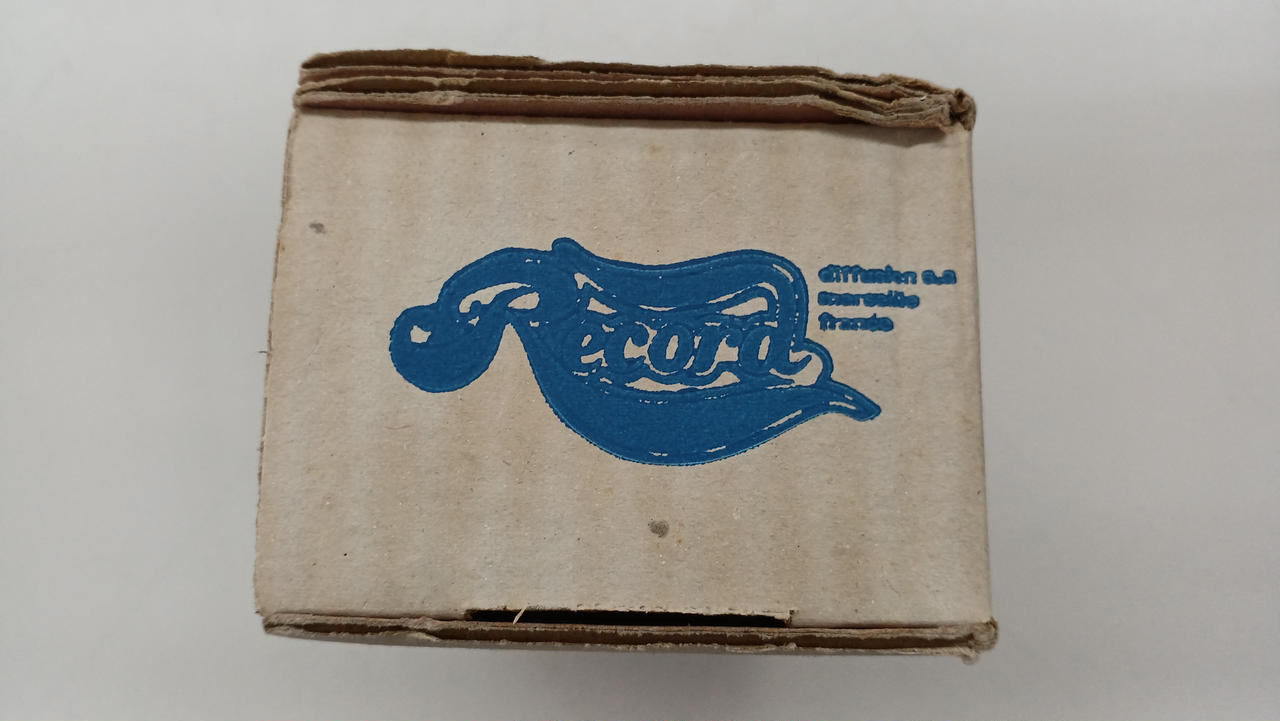 Record
diffusion s.a
marseille
france